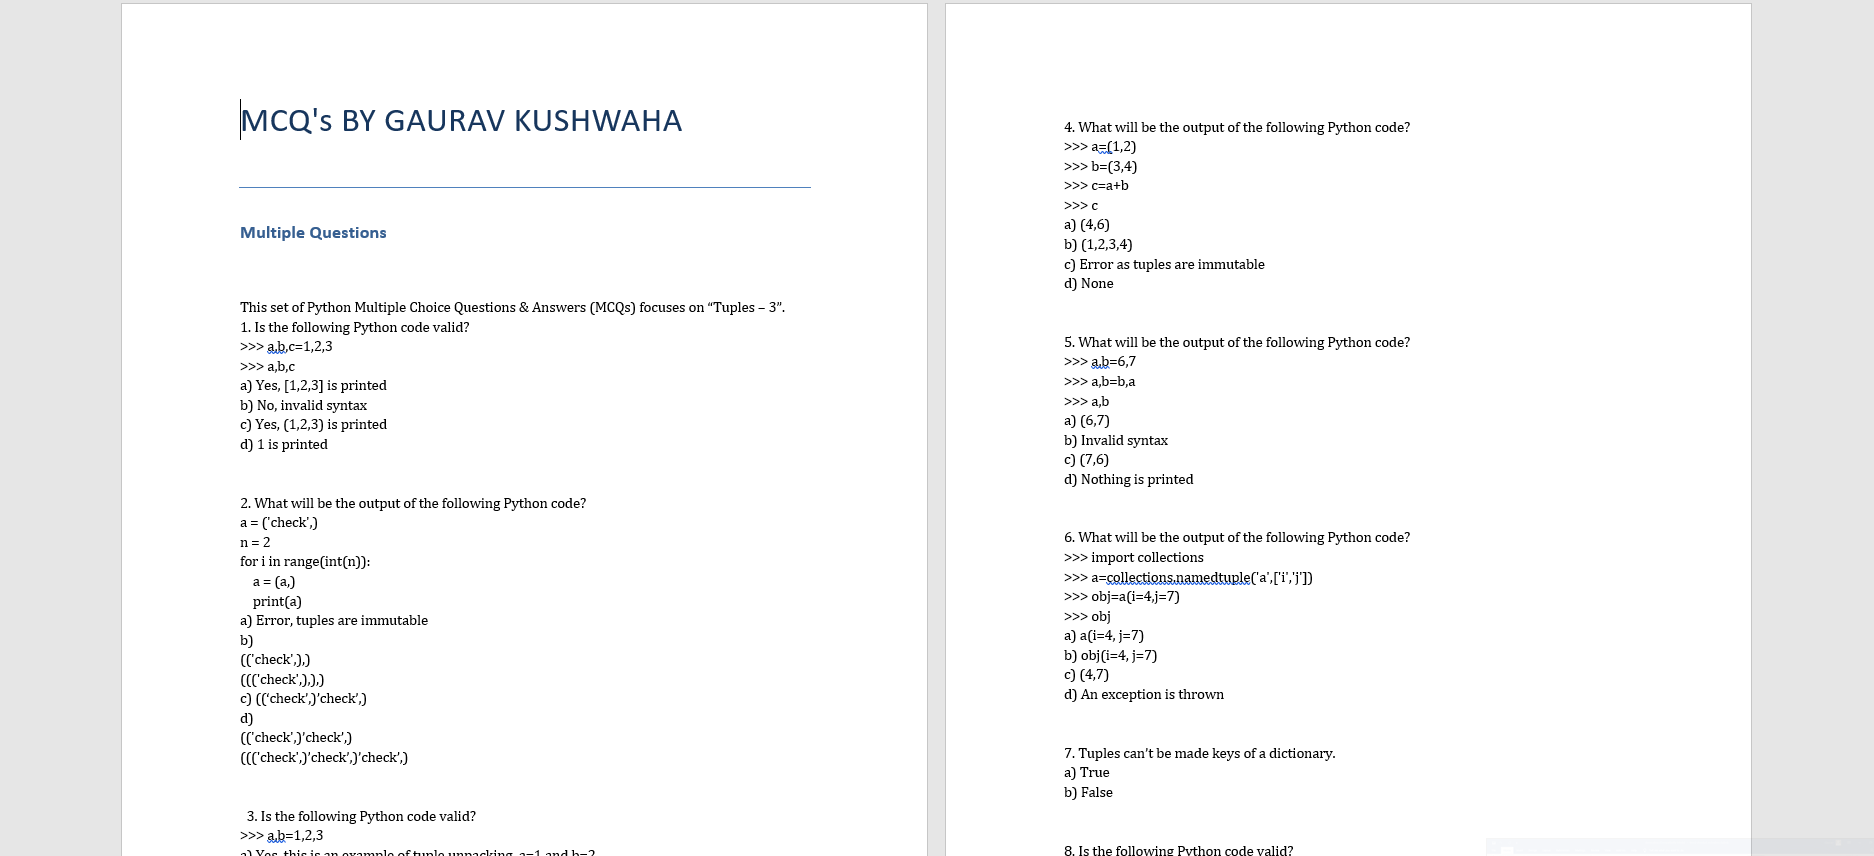 MCQ's BY GAURAV KUSHWAHA
Multiple Questions
This set of Python Multiple Choice Questions & Answers (MCQs) focuses on “Tuples – 3”.
1. Is the following Python code valid?
>>> a,b,c=1,2,3
>>> a,b,c
a) Yes, [1,2,3] is printed
b) No, invalid syntax
c) Yes, (1,2,3) is printed
d) 1 is printed
2. What will be the output of the following Python code?
a = ('check',)
n = 2
for i in range(int(n)):
    a = (a,)
    print(a)
a) Error, tuples are immutable
b)
(('check',),)
((('check',),),)
c) ((‘check’,)’check’,)
d)
(('check',)’check’,)
((('check',)’check’,)’check’,)
3. Is the following Python code valid?
>>> a,b=1,2,3
a) Yes, this is an example of tuple unpacking. a=1 and b=2
4. What will be the output of the following Python code?
>>> a=(1,2)
>>> b=(3,4)
>>> c=a+b
>>> c
a) (4,6)
b) (1,2,3,4)
c) Error as tuples are immutable
d) None
5. What will be the output of the following Python code?
>>> a,b=6,7
>>> a,b=b,a
>>> a,b
a) (6,7)
b) Invalid syntax
c) (7,6)
d) Nothing is printed
6. What will be the output of the following Python code?
>>> import collections
>>> a=collections.namedtuple('a',['i','j'])
>>> obj=a(i=4,j=7)
>>> obj
a) a(i=4, j=7)
b) obj(i=4, j=7)
c) (4,7)
d) An exception is thrown
7. Tuples can’t be made keys of a dictionary.
a) True
b) False
8. Is the following Python code valid?